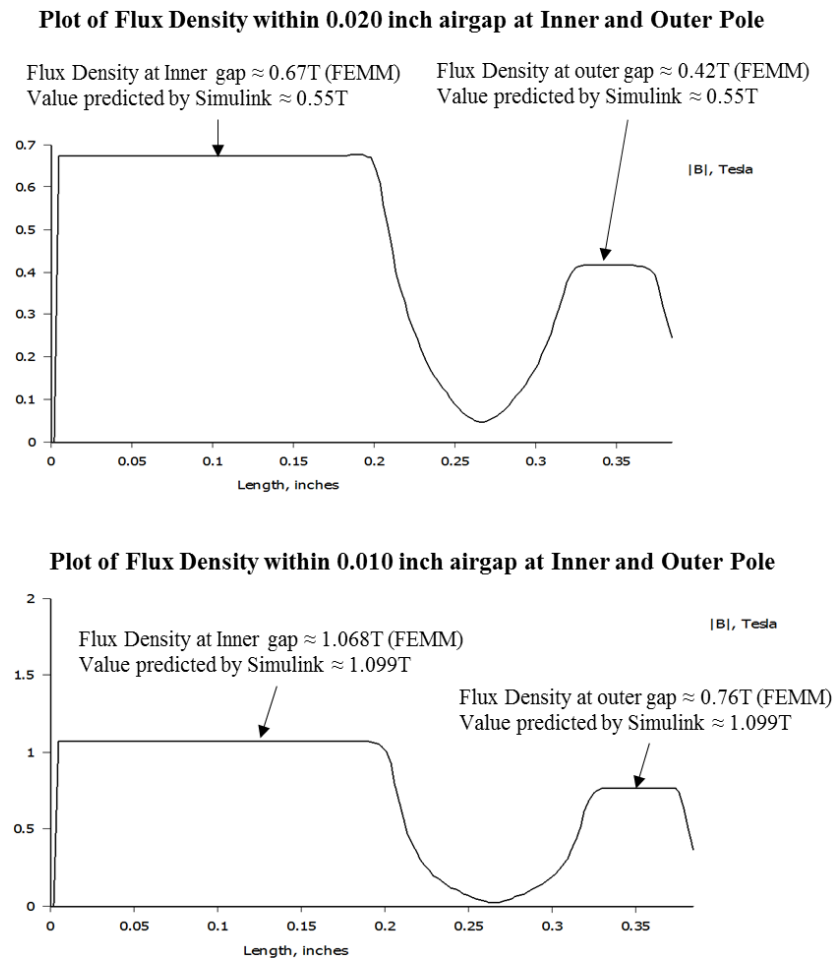 Plot of Flux Density within 0.020 inch airgap at Inner and Outer Pole
Flux Density at Inner gap ≈ 0.67T (FEMM)
Value predicted by Simulink ≈ 0.55T
Flux Density at outer gap ≈ 0.42T (FEMM)
Value predicted by Simulink ≈ 0.55T
|B|, Tesla
0.7
0.6
0.5
0.4
0.3
0.2
0.1
0
0 0.05 0.1 0.15 0.2 0.25 0.3 0.35
Length, inches
Plot of Flux Density within 0.010 inch airgap at Inner and Outer Pole
|B|, Tesla
Flux Density at Inner gap ≈ 1.068T (FEMM)
Value predicted by Simulink ≈ 1.099T
Flux Density at outer gap ≈ 0.76T (FEMM)
Value predicted by Simulink ≈ 1.099T
2
1.5
1
0.5
0
0 0.05 0.1 0.15 0.2 0.25 0.3 0.35
Length, inches